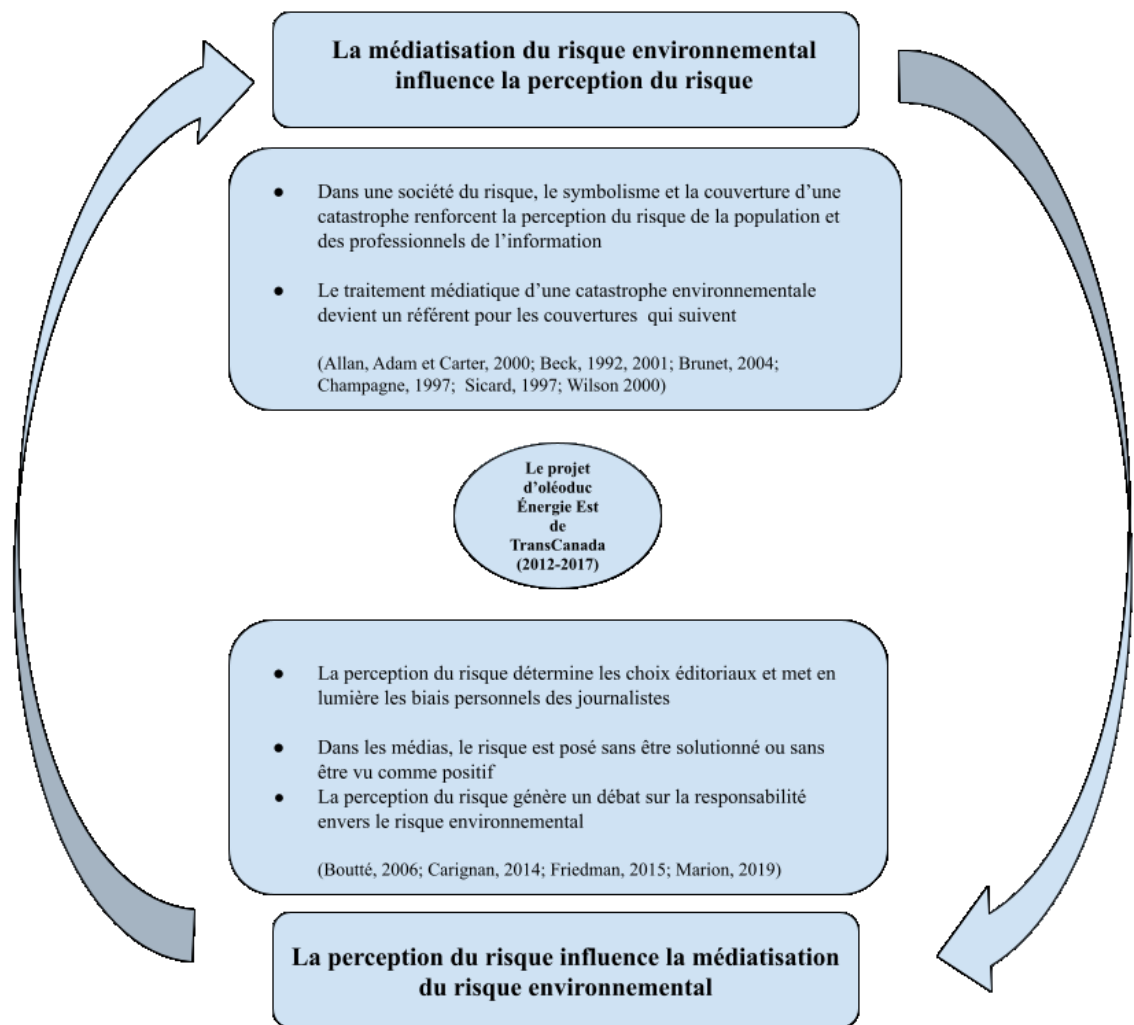 La médiatisation du risque environnemental
influence la perception du risque
● Dans une société du risque, le symbolisme et la couverture d’une
catastrophe renforcent la perception du risque de la population et
des professionnels de l’information
● Le traitement médiatique d’une catastrophe environnementale
devient un référent pour les couvertures qui suivent
(Allan, Adam et Carter, 2000; Beck, 1992, 2001; Brunet, 2004;
Champagne, 1997; Sicard, 1997; Wilson 2000)
Le projet
d’oléoduc
Énergie Est
de
TransCanada
(2012-2017)
● La perception du risque détermine les choix éditoriaux et met en
lumière les biais personnels des journalistes
● Dans les médias, le risque est posé sans être solutionné ou sans
être vu comme positif
● La perception du risque génère un débat sur la responsabilité
envers le risque environnemental
(Boutté, 2006; Carignan, 2014; Friedman, 2015; Marion, 2019)
La perception du risque influence la médiatisation
du risque environnemental